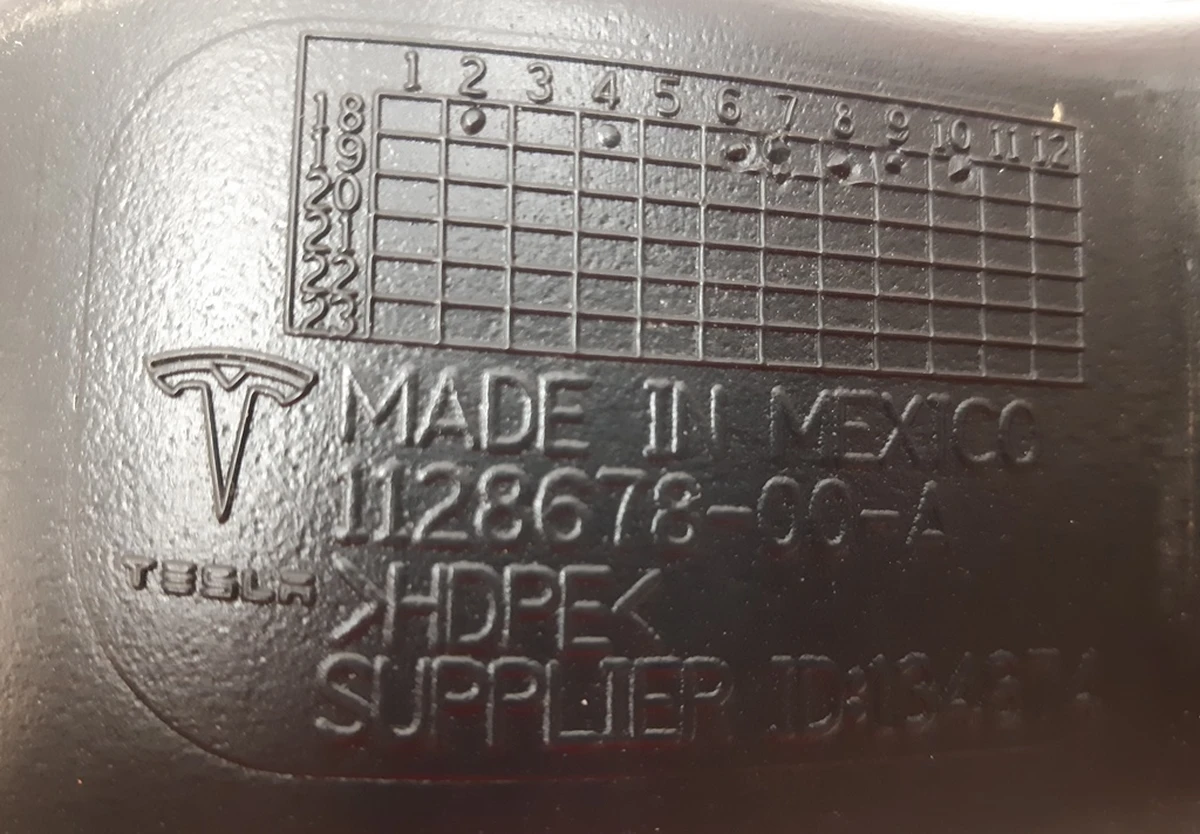 1 2 3 4 5 6 7 8 9 10 11 12
18
19
20
21
22
23
MADE IN MEXICO
1128678-00-A
TESLA
>HDPE<
SUPPLIER